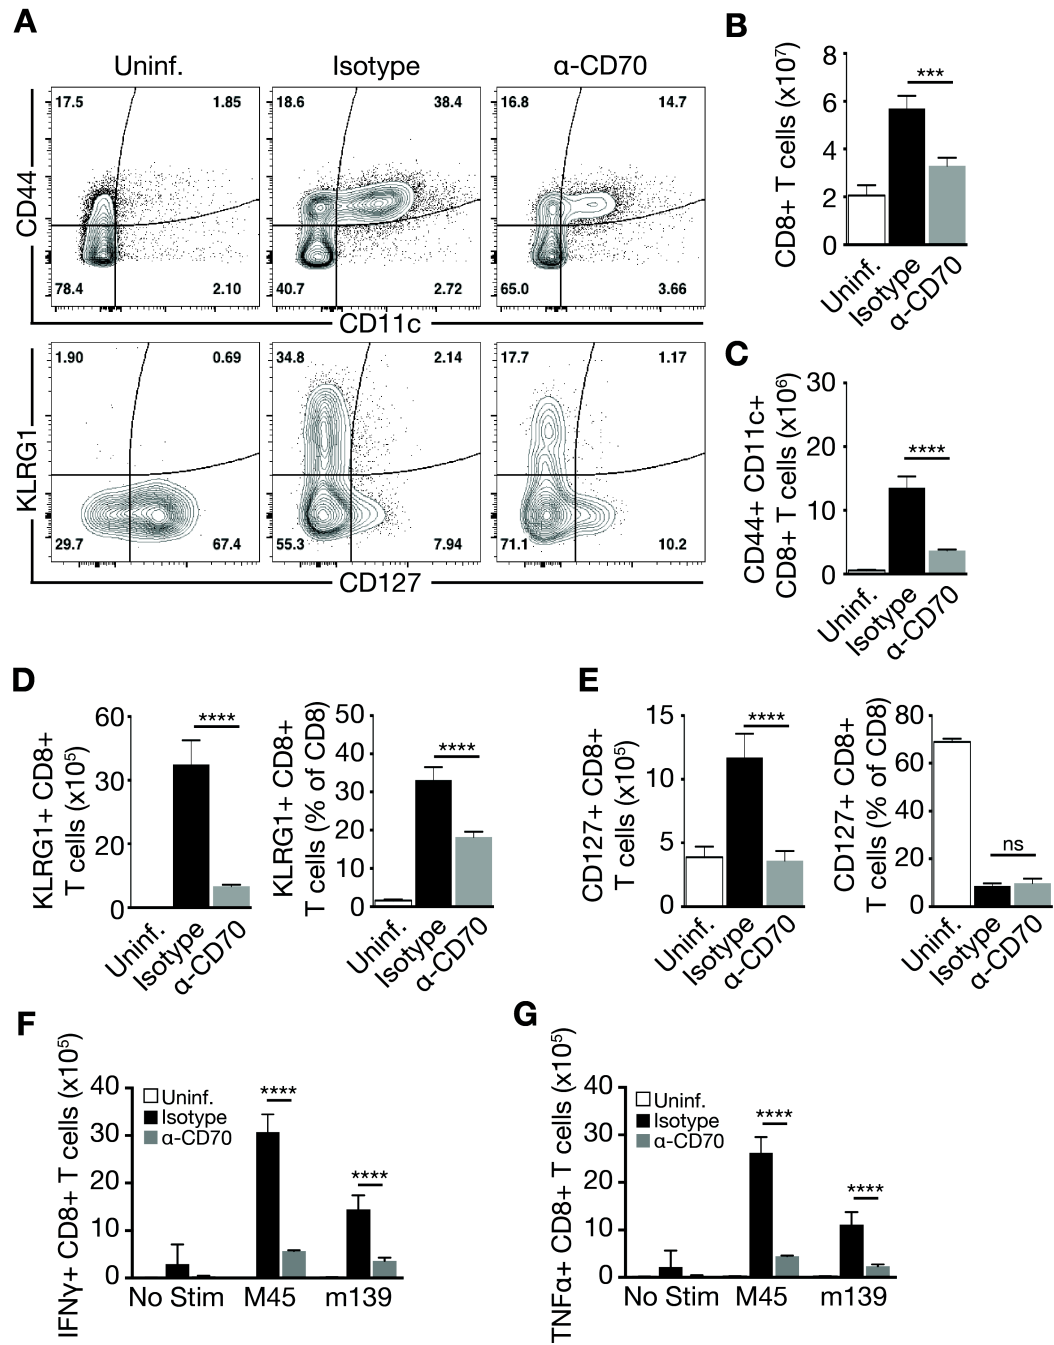 A
Uninf.
Isotype
α-CD70
17.5
1.85
18.6
38.4
16.8
14.7
CD44
78.4
2.10
40.7
2.72
65.0
3.66
CD11c
1.90
0.69
34.8
2.14
17.7
1.17
KLRG1
29.7
67.4
55.3
7.94
71.1
10.2
CD127
B
CD8+ T cells (x10⁷)
8
6
4
2
0
***
Uninf.
Isotype
α-CD70
C
CD44+ CD11c+
CD8+ T cells (x10⁶)
30
20
10
0
****
Uninf.
Isotype
α-CD70
D
KLRG1+ CD8+
T cells (x10⁵)
60
30
20
0
****
Uninf.
Isotype
α-CD70
KLRG1+ CD8+
T cells (% of CD8)
50
40
30
20
10
0
****
Uninf.
Isotype
α-CD70
E
CD127+ CD8+
T cells (x10⁵)
15
10
5
0
****
Uninf.
Isotype
α-CD70
CD127+ CD8+
T cells (% of CD8)
80
60
40
20
0
ns
Uninf.
Isotype
α-CD70
F
IFNγ+ CD8+ T cells (x10⁵)
40
30
20
10
0
Uninf.
Isotype
α-CD70
****
****
No Stim
M45
m139
G
TNFα+ CD8+ T cells (x10⁵)
40
30
20
10
0
Uninf.
Isotype
α-CD70
****
****
No Stim
M45
m139